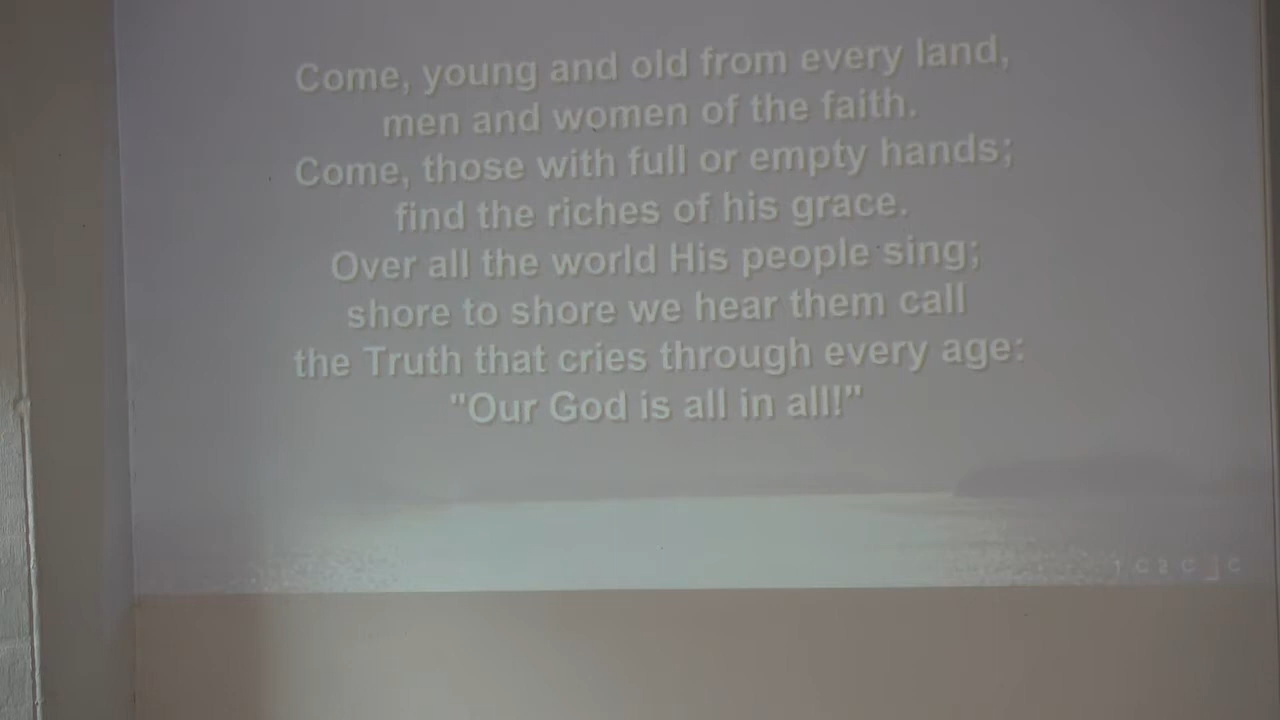 Come, young and old from every land,
men and women of the faith.
Come, those with full or empty hands;
find the riches of his grace.
Over all the world His people sing;
shore to shore we hear them call
the Truth that cries through every age:
"Our God is all in all!"
1 C 2 C C